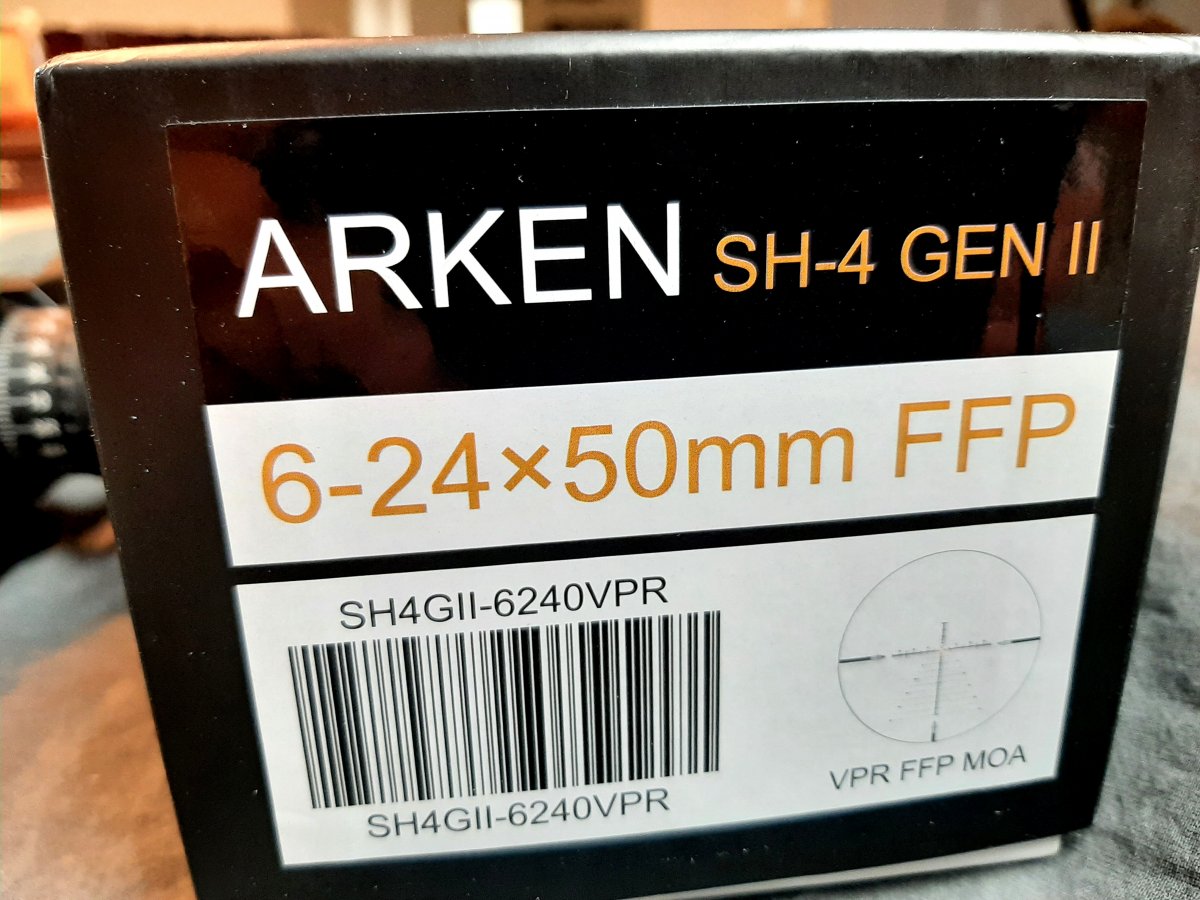 ARKEN SH-4 GEN II
6-24×50mm FFP
SH4GII-6240VPR
SH4GII-6240VPR
VPR FFP MOA